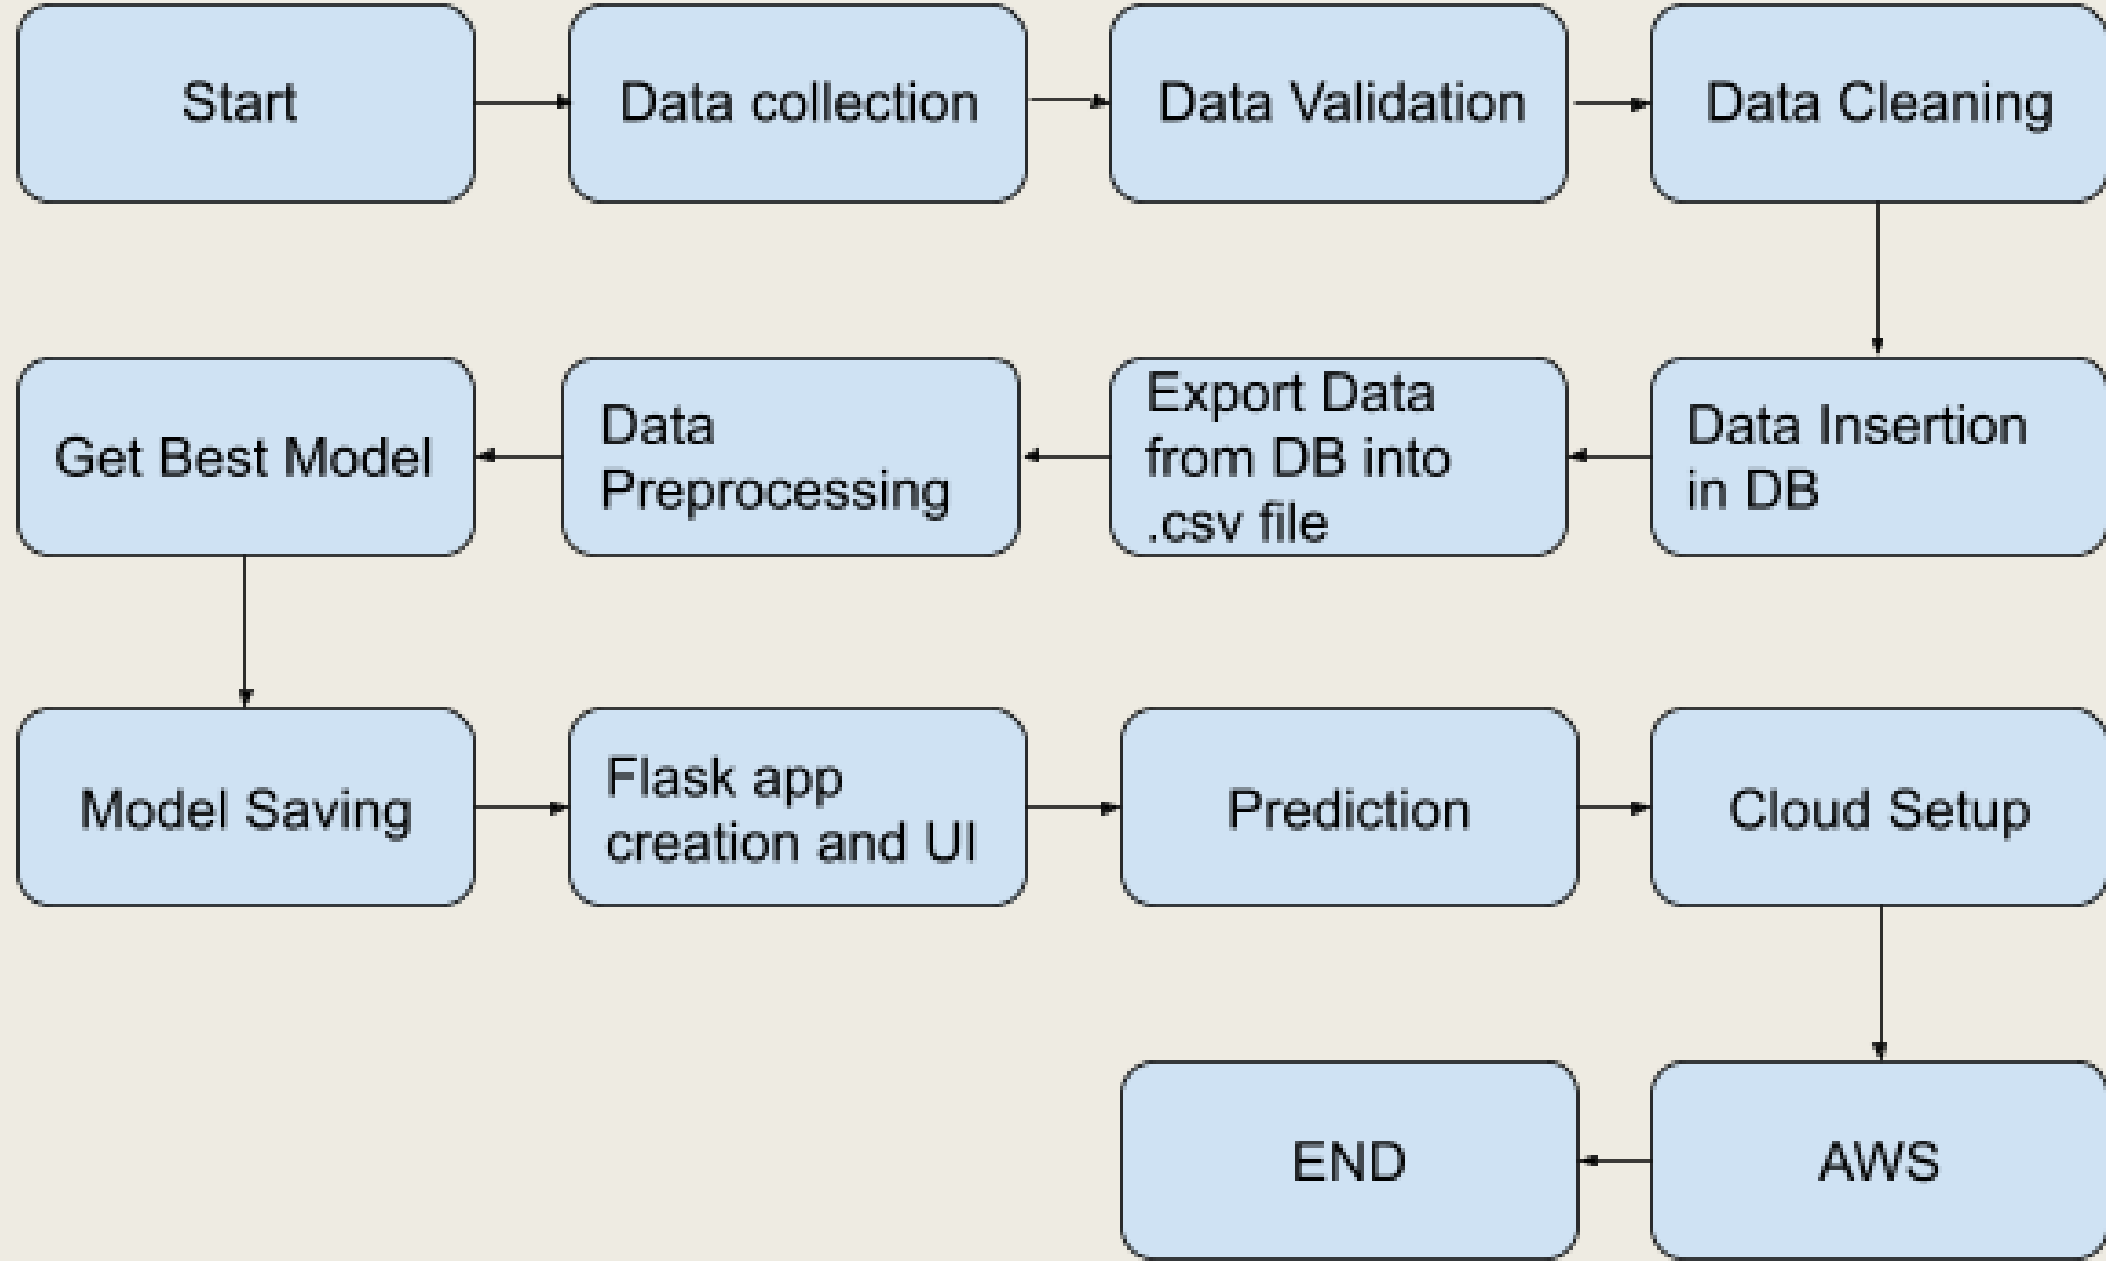 Start
Data collection
Data Validation
Data Cleaning
Data Insertion
in DB
Export Data
from DB into
.csv file
Data
Preprocessing
Get Best Model
Model Saving
Flask app
creation and UI
Prediction
Cloud Setup
AWS
END